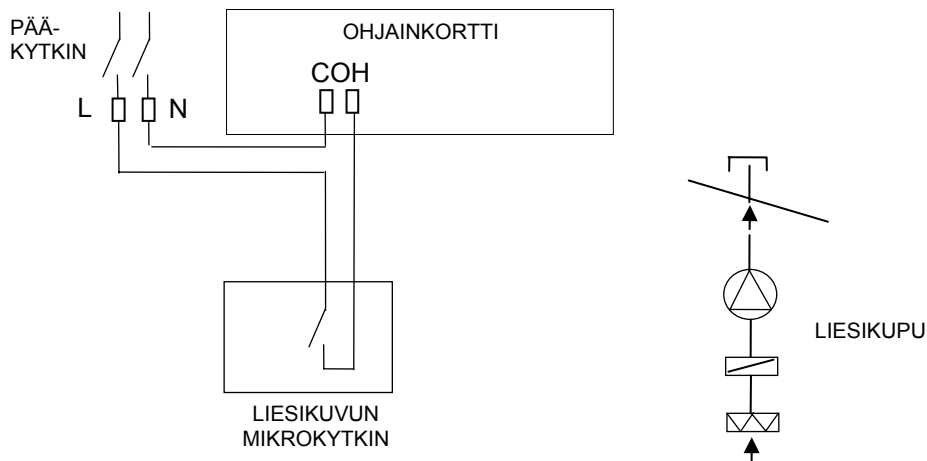 PÄÄ-
KYTKIN
OHJAINKORTTI
COH
L N
LIESIKUPU
LIESIKUVUN
MIKROKYTKIN